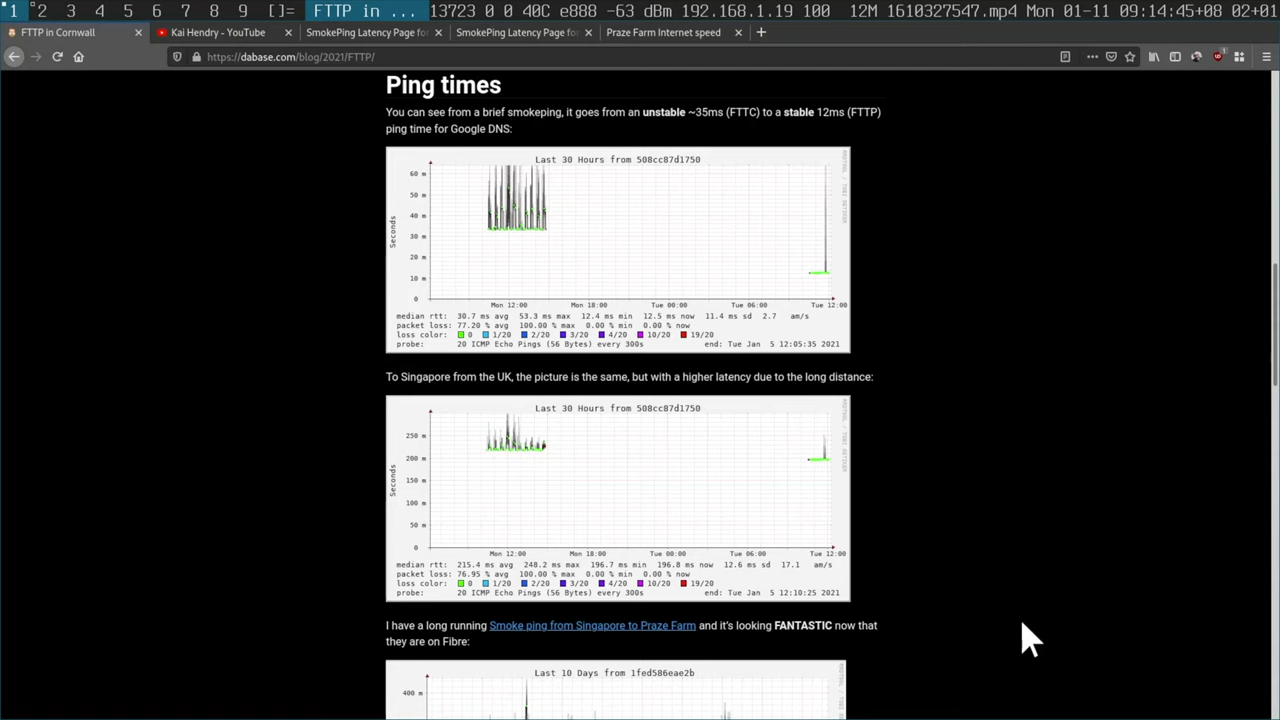 1 2 3 4 5 6 7 8 9 []= FTTP in ... 13723 0 0 40C e888 -63 dBm 192.168.1.19 100 12M 1610327547.mp4 Mon 01-11 09:14:45+08 02+01
FTTP in Cornwall × Kai Hendry - YouTube × SmokePing Latency Page for × SmokePing Latency Page for × Praze Farm Internet speed × +
https://dabase.com/blog/2021/FTTP/
Ping times
You can see from a brief smokeping, it goes from an unstable ~35ms (FTTC) to a stable 12ms (FTTP)
ping time for Google DNS:
Last 30 Hours from 508cc87d1750
60 m
50 m
40 m
30 m
20 m
10 m
0
Seconds
Mon 12:00 Mon 18:00 Tue 00:00 Tue 06:00 Tue 12:00
median rtt: 30.7 ms avg 53.3 ms max 12.4 ms min 12.5 ms now 11.4 ms sd 2.7 am/s
packet loss: 77.20 % avg 100.00 % max 0.00 % min 0.00 % now
loss color: 0 1/20 2/20 3/20 4/20 10/20 19/20
probe: 20 ICMP Echo Pings (56 Bytes) every 300s end: Tue Jan 5 12:05:35 2021
To Singapore from the UK, the picture is the same, but with a higher latency due to the long distance:
Last 30 Hours from 508cc87d1750
250 m
200 m
150 m
100 m
50 m
0
Seconds
Mon 12:00 Mon 18:00 Tue 00:00 Tue 06:00 Tue 12:00
median rtt: 215.4 ms avg 248.2 ms max 196.7 ms min 196.8 ms now 12.6 ms sd 17.1 am/s
packet loss: 76.95 % avg 100.00 % max 0.00 % min 0.00 % now
loss color: 0 1/20 2/20 3/20 4/20 10/20 19/20
probe: 20 ICMP Echo Pings (56 Bytes) every 300s end: Tue Jan 5 12:10:25 2021
I have a long running Smoke ping from Singapore to Praze Farm and it's looking FANTASTIC now that
they are on Fibre:
Last 10 Days from 1fed586eae2b
400 m